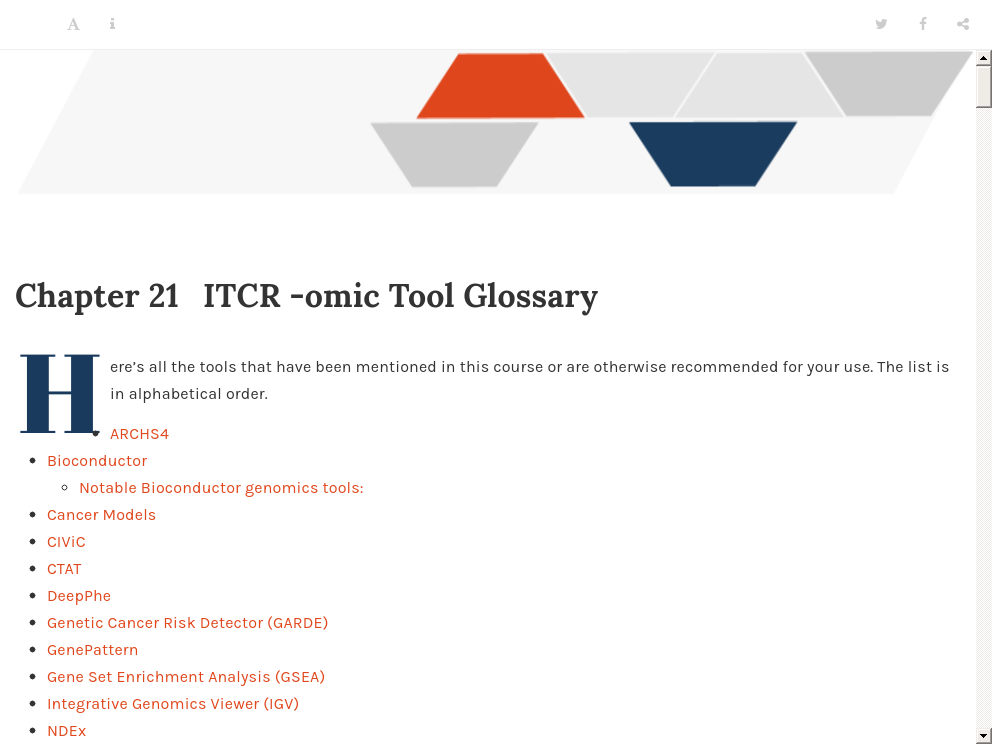 Chapter 21 ITCR -omic Tool Glossary
Here’s all the tools that have been mentioned in this course or are otherwise recommended for your use. The list is
in alphabetical order.
ARCHS4
Bioconductor
Notable Bioconductor genomics tools:
Cancer Models
CIViC
CTAT
DeepPhe
Genetic Cancer Risk Detector (GARDE)
GenePattern
Gene Set Enrichment Analysis (GSEA)
Integrative Genomics Viewer (IGV)
NDEx